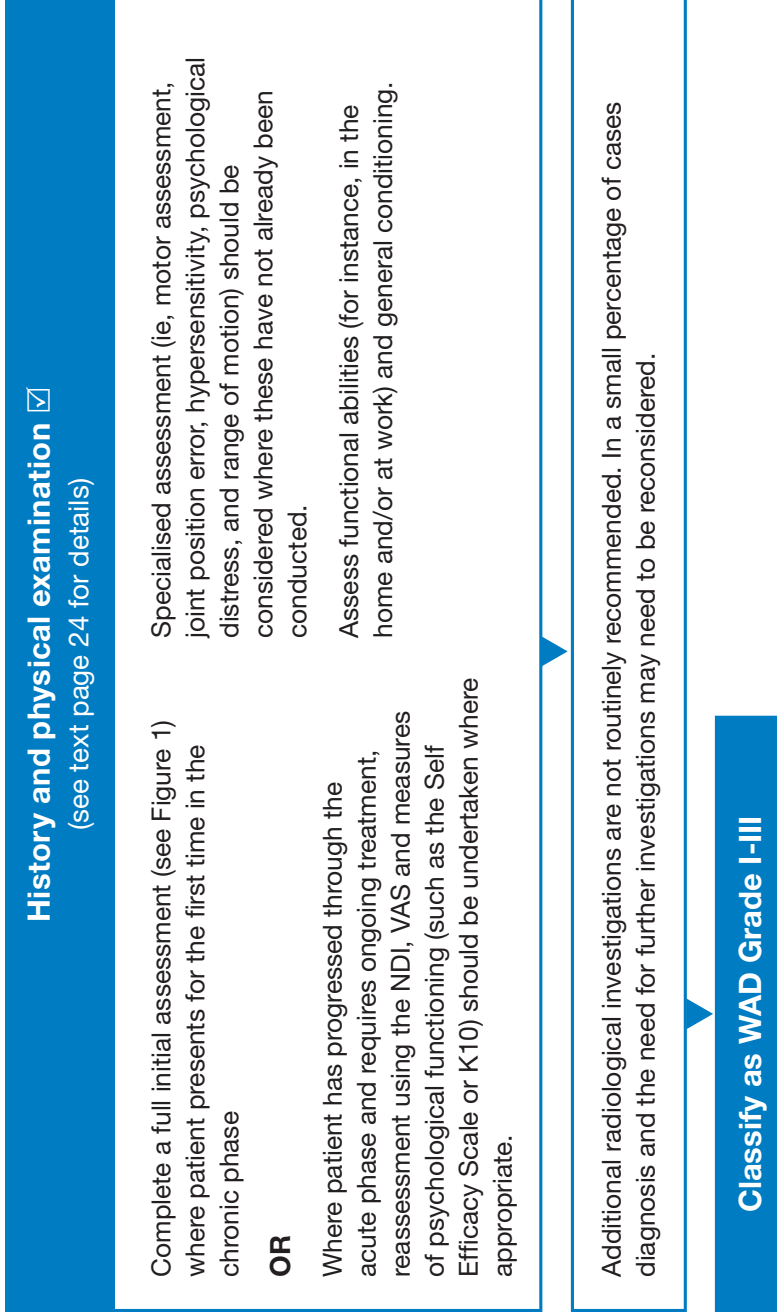 History and physical examination ☑
(see text page 24 for details)
Complete a full initial assessment (see Figure 1)
where patient presents for the first time in the
chronic phase
OR
Where patient has progressed through the
acute phase and requires ongoing treatment,
reassessment using the NDI, VAS and measures
of psychological functioning (such as the Self
Efficacy Scale or K10) should be undertaken where
appropriate.
Specialised assessment (ie, motor assessment,
joint position error, hypersensitivity, psychological
distress, and range of motion) should be
considered where these have not already been
conducted.
Assess functional abilities (for instance, in the
home and/or at work) and general conditioning.
Additional radiological investigations are not routinely recommended. In a small percentage of cases
diagnosis and the need for further investigations may need to be reconsidered.
Classify as WAD Grade I-III